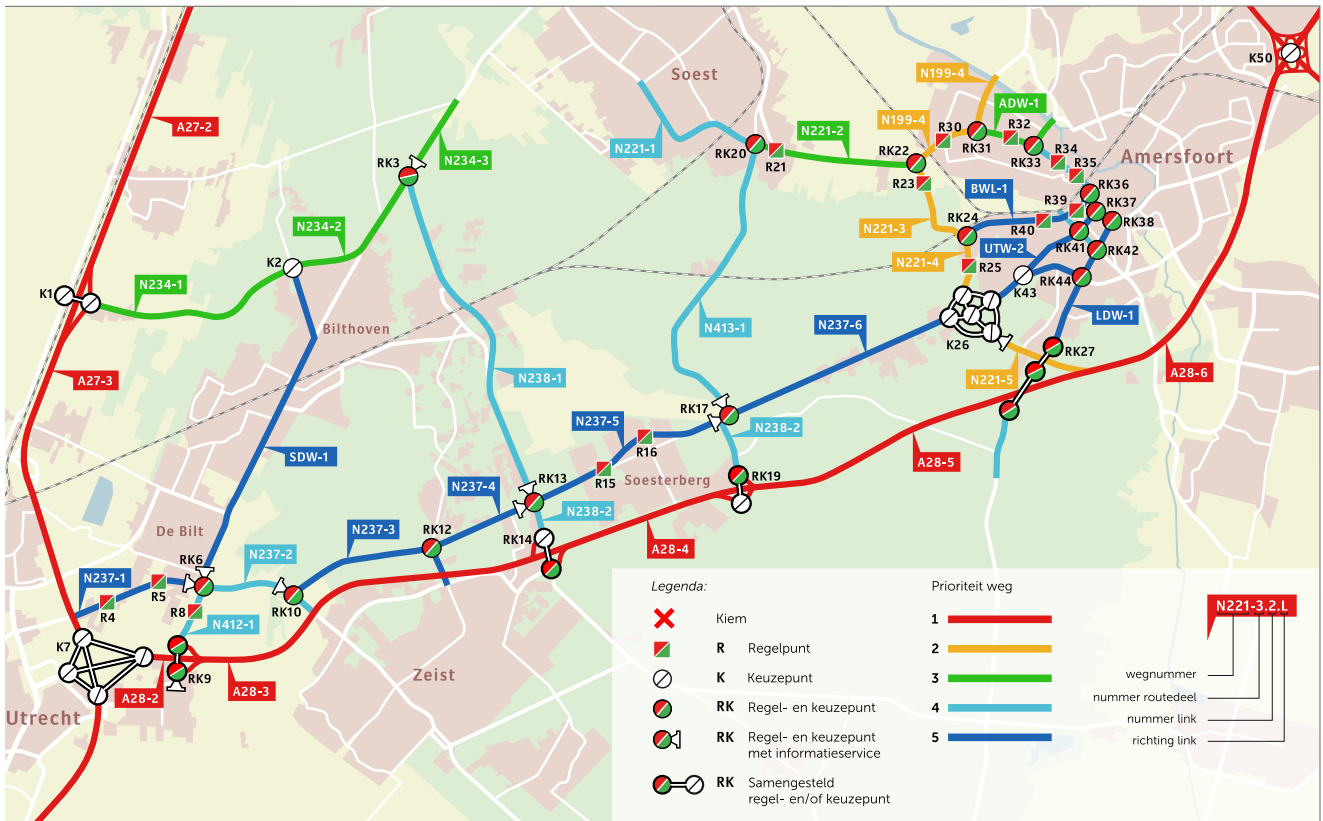 K50
Soest
A27-2
N199-4
ADW-1
N199-4
R30
R32
N221-1
N221-2
RK31
R34
RK3
N234-3
RK20
R21
RK22
RK33
R35
Amersfoort
R23
BWL-1
RK36
R39
RK37
N234-2
N221-3
RK24
R40
RK38
K2
N221-4
UTW-2
RK41
RK42
R25
K1
N234-1
K43
RK44
Bilthoven
N413-1
N237-6
LDW-1
K26
RK27
A27-3
N238-1
N221-5
A28-6
RK17
N237-5
N238-2
R16
SDW-1
A28-5
N237-4
RK13
R15
Soesterberg
RK19
De Bilt
N237-3
RK12
N238-2
RK6
N237-2
RK14
A28-4
N237-1
R5
R4
R8
RK10
N412-1
K7
RK9
A28-2
A28-3
Zeist
Utrecht
Legenda:
Kiem
R Regelpunt
K Keuzepunt
RK Regel- en keuzepunt
RK Regel- en keuzepunt
met informatieservice
RK Samengesteld
regel- en/of keuzepunt
Prioriteit weg
1
2
3
4
5
N221-3.2.L
wegnummer
nummer routedeel
nummer link
richting link